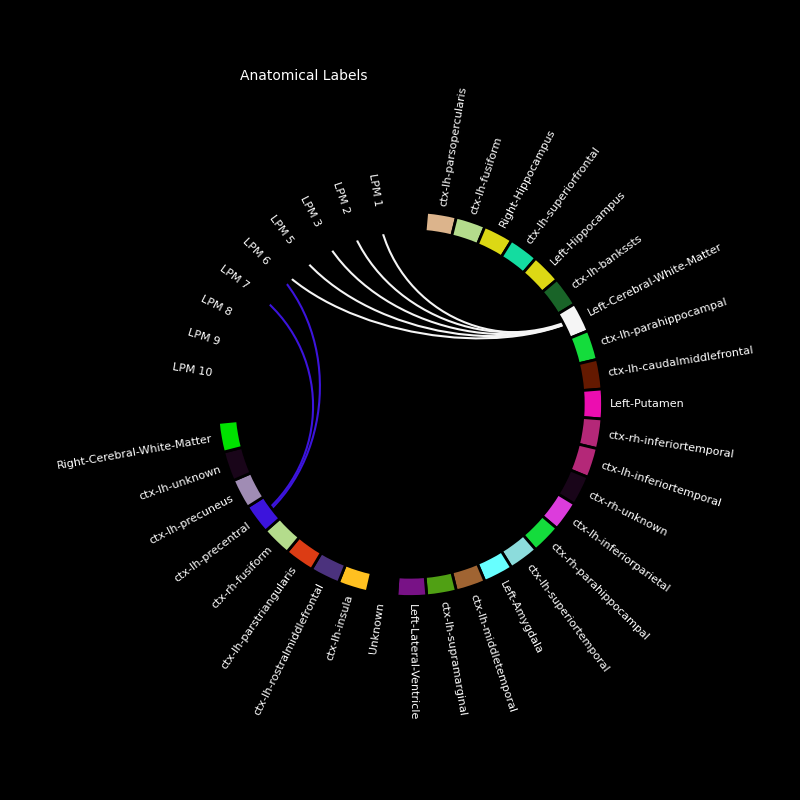 Anatomical Labels
ctx-lh-parsopercularis
ctx-lh-fusiform
Right-Hippocampus
ctx-lh-superiorfrontal
Left-Hippocampus
ctx-lh-bankssts
Left-Cerebral-White-Matter
ctx-lh-parahippocampal
ctx-lh-caudalmiddlefrontal
Left-Putamen
ctx-rh-inferiortemporal
ctx-lh-inferiortemporal
ctx-rh-unknown
ctx-lh-inferiorparietal
ctx-rh-parahippocampal
ctx-lh-superiortemporal
Left-Amygdala
ctx-lh-middletemporal
ctx-lh-supramarginal
Left-Lateral-Ventricle
Unknown
ctx-lh-insula
ctx-lh-rostralmiddlefrontal
ctx-lh-parstriangularis
ctx-rh-fusiform
ctx-lh-precentral
ctx-lh-precuneus
ctx-lh-unknown
Right-Cerebral-White-Matter
LPM 10
LPM 9
LPM 8
LPM 7
LPM 6
LPM 5
LPM 3
LPM 2
LPM 1